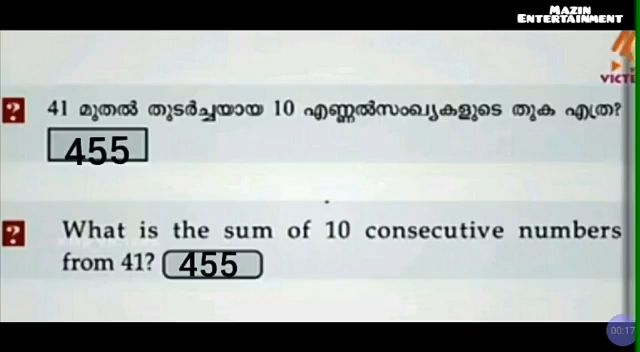 MAZIN
ENTERTAINMENT
VICTE
? 41 മുതൽ തുടർച്ചയായ 10 എണ്ണൽസംഖ്യകളുടെ തുക എത്ര?
455
? What is the sum of 10 consecutive numbers
from 41? 455
00:17